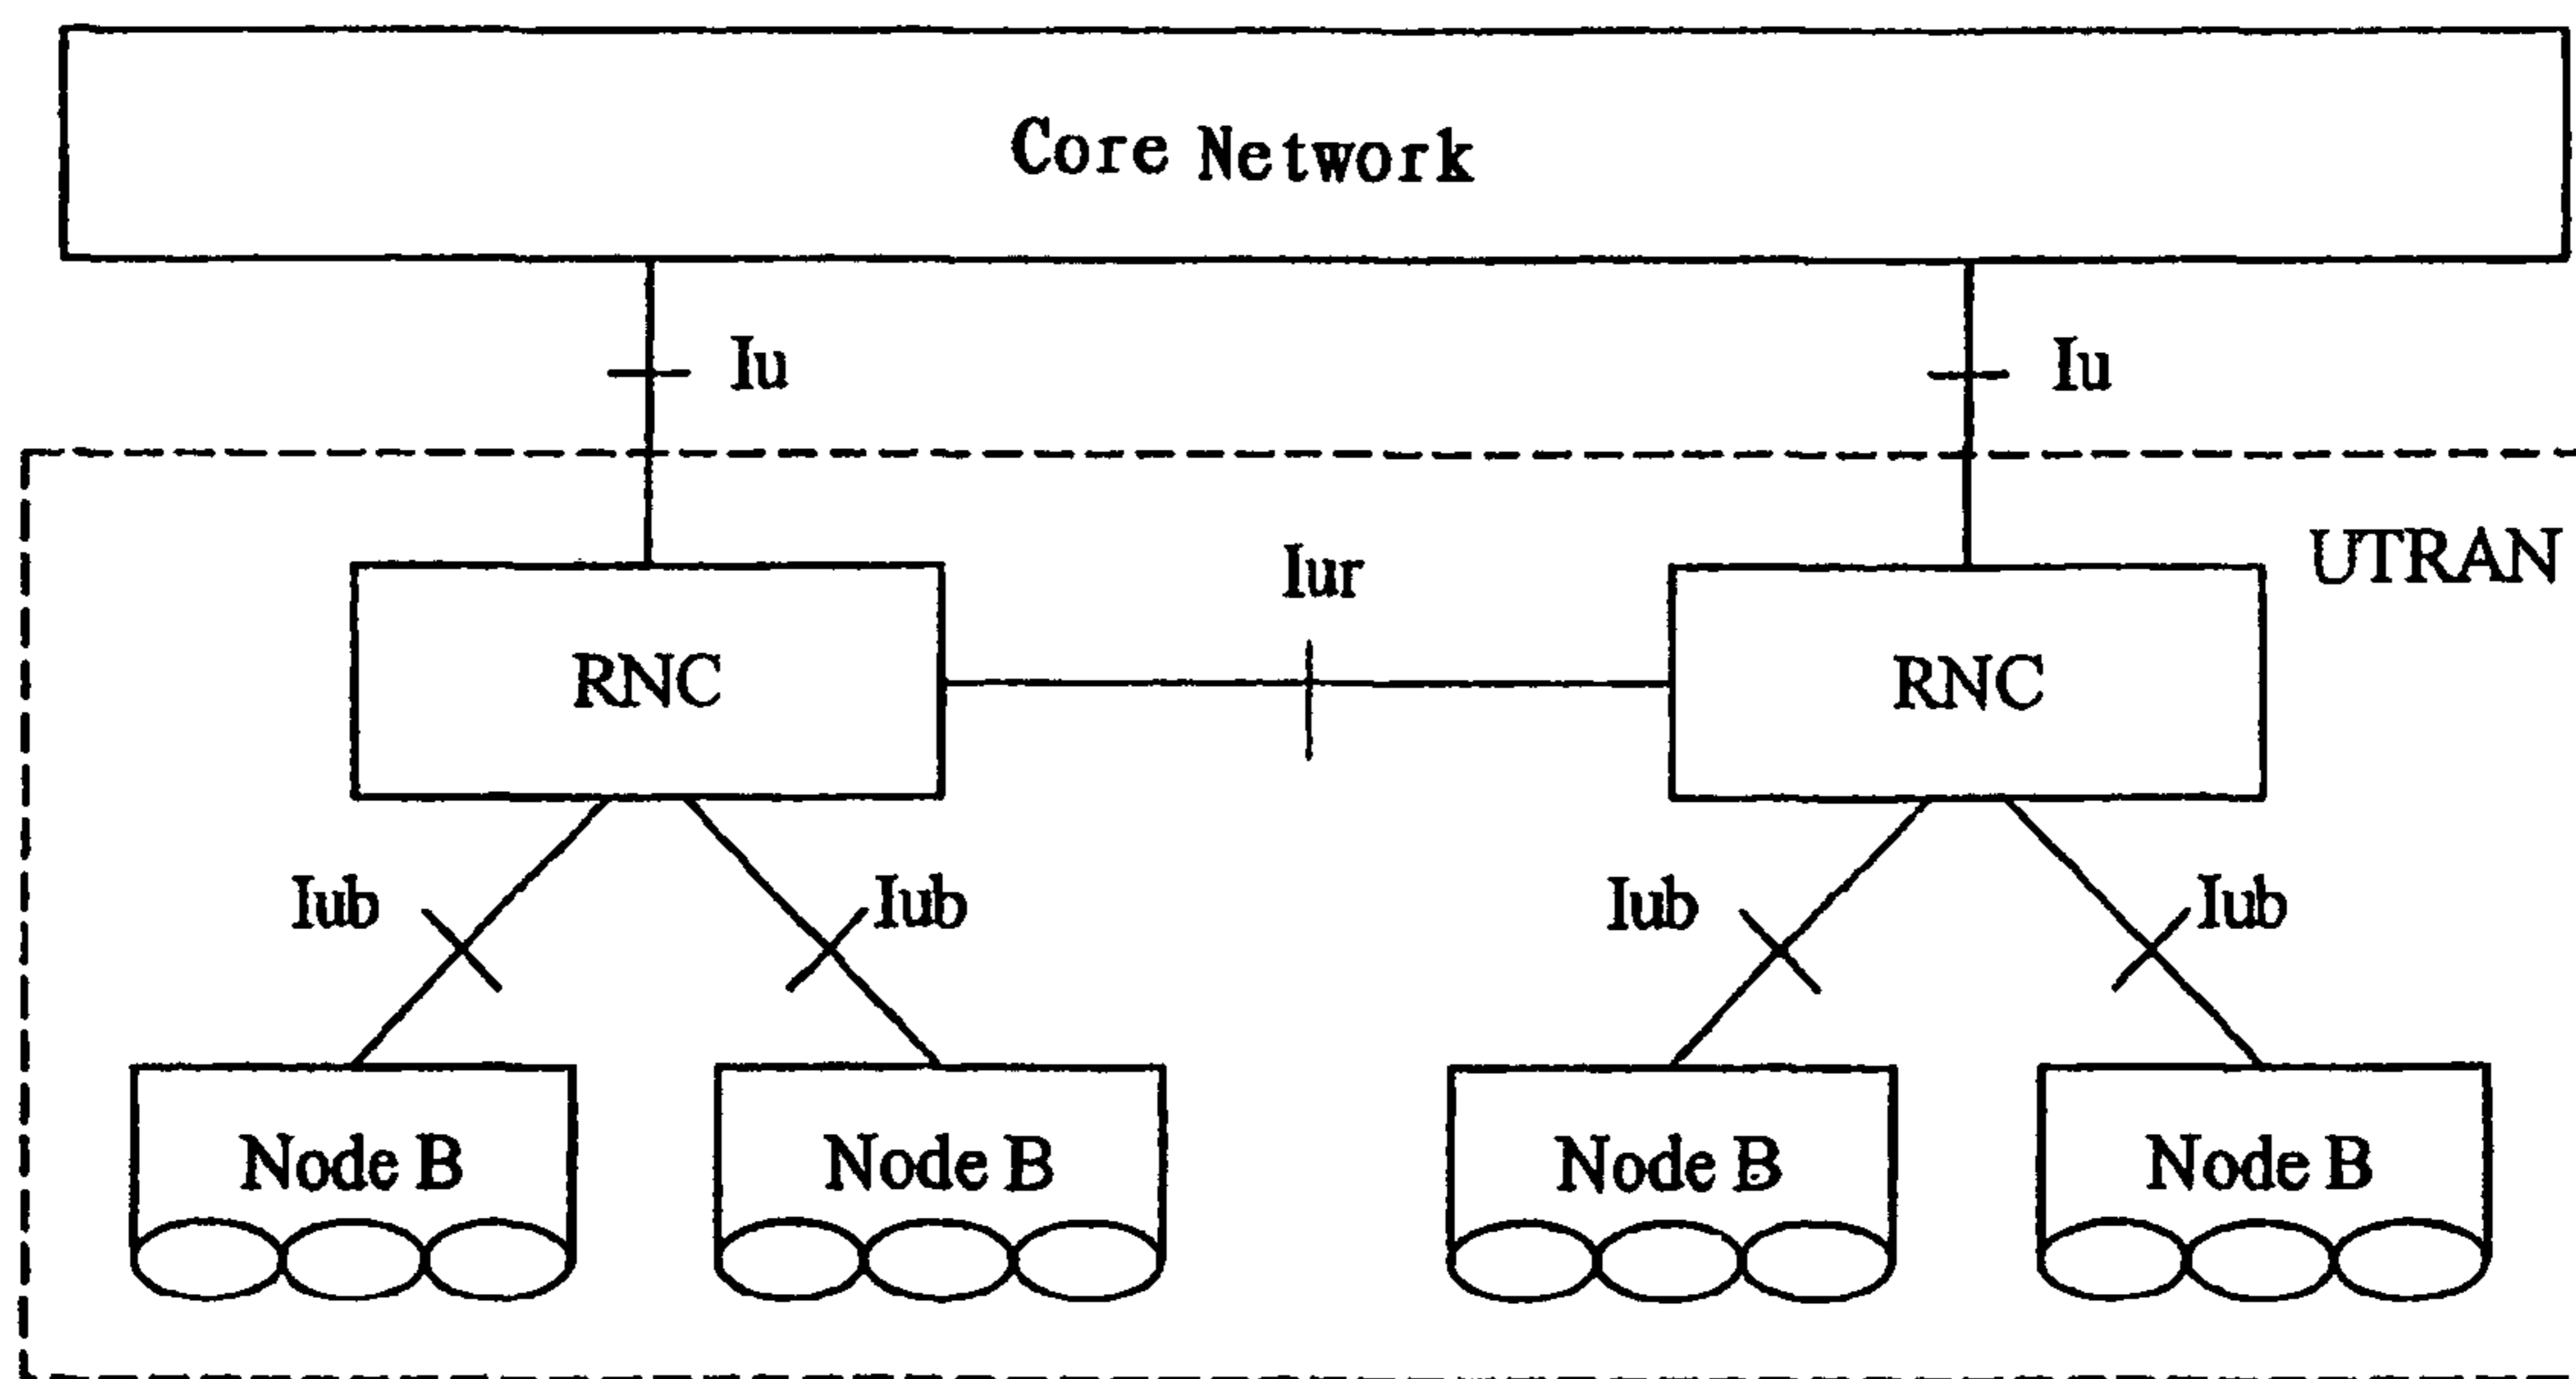 Core Network
Iu
Iu
UTRAN
Iur
RNC
RNC
Iub
Iub
Iub
Iub
Node B
Node B
Node B
Node B